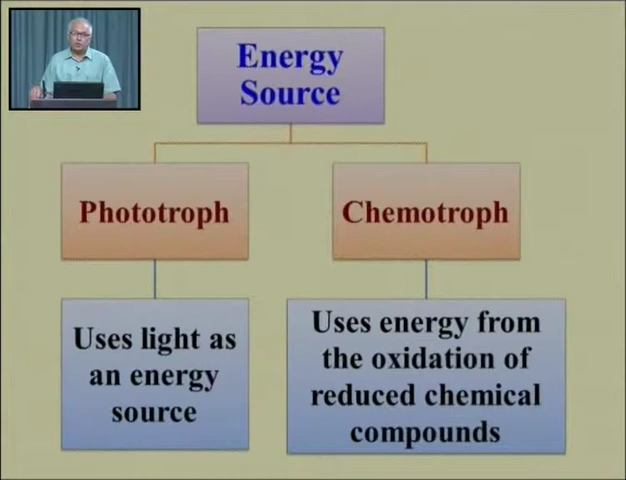 Energy
Source
Phototroph
Chemotroph
Uses light as
an energy
source
Uses energy from
the oxidation of
reduced chemical
compounds